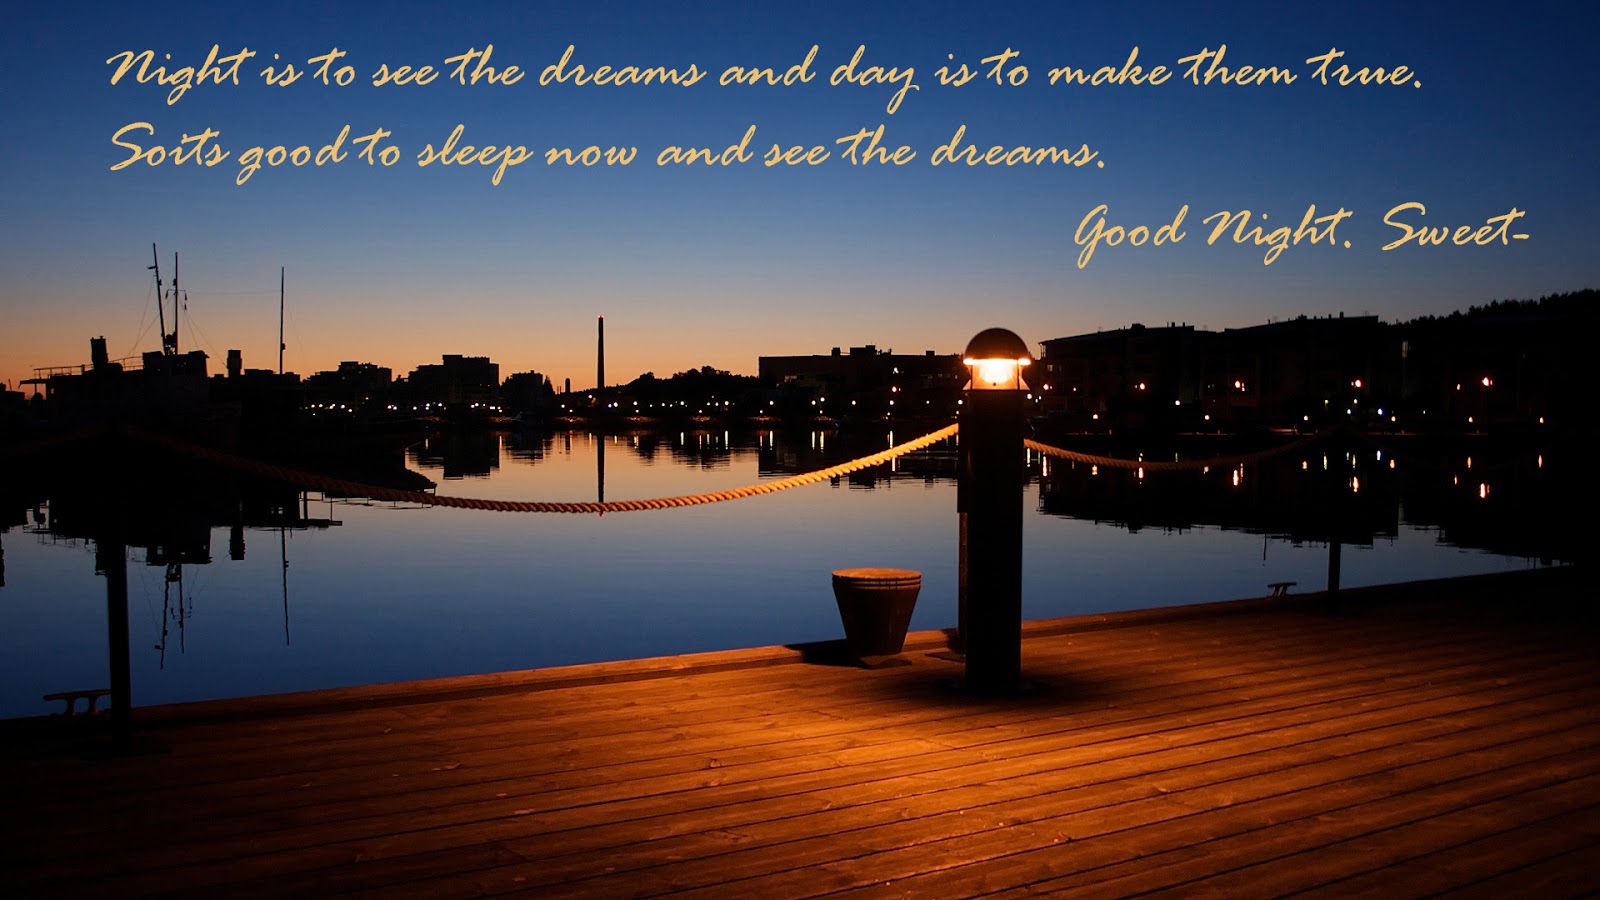 Night is to see the dreams and day is to make them true.
Soits good to sleep now and see the dreams.
Good Night. Sweet-